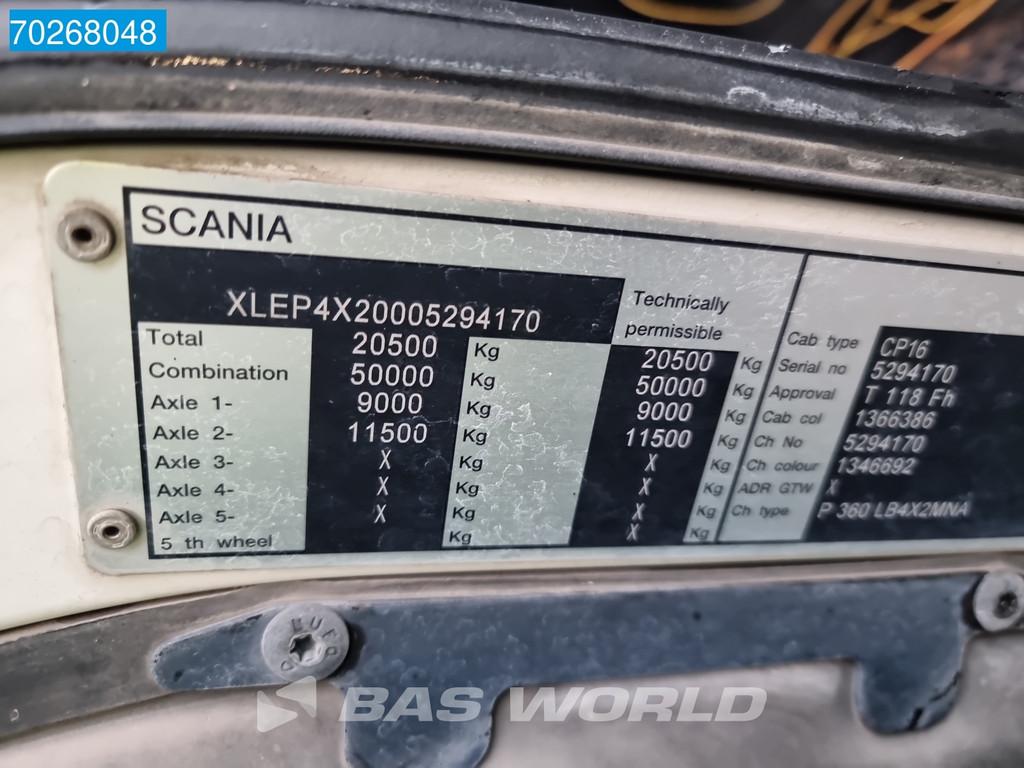 70268048
SCANIA
XLEP4X20005294170
Technically
permissible
Total 20500 Kg 20500 Kg
Combination 50000 Kg 50000 Kg
Axle 1- 9000 Kg 9000 Kg
Axle 2- 11500 Kg 11500 Kg
Axle 3- X Kg X Kg
Axle 4- X Kg X Kg
Axle 5- X Kg X Kg
5 th wheel Kg X Kg
Cab type CP16
Serial no 5294170
Approval T 118 Fh
Cab col 1366386
Ch No 5294170
Ch colour 1346692
ADR GTW X
Ch type P 360 LB4X2MNA
BUFO
BAS WORLD